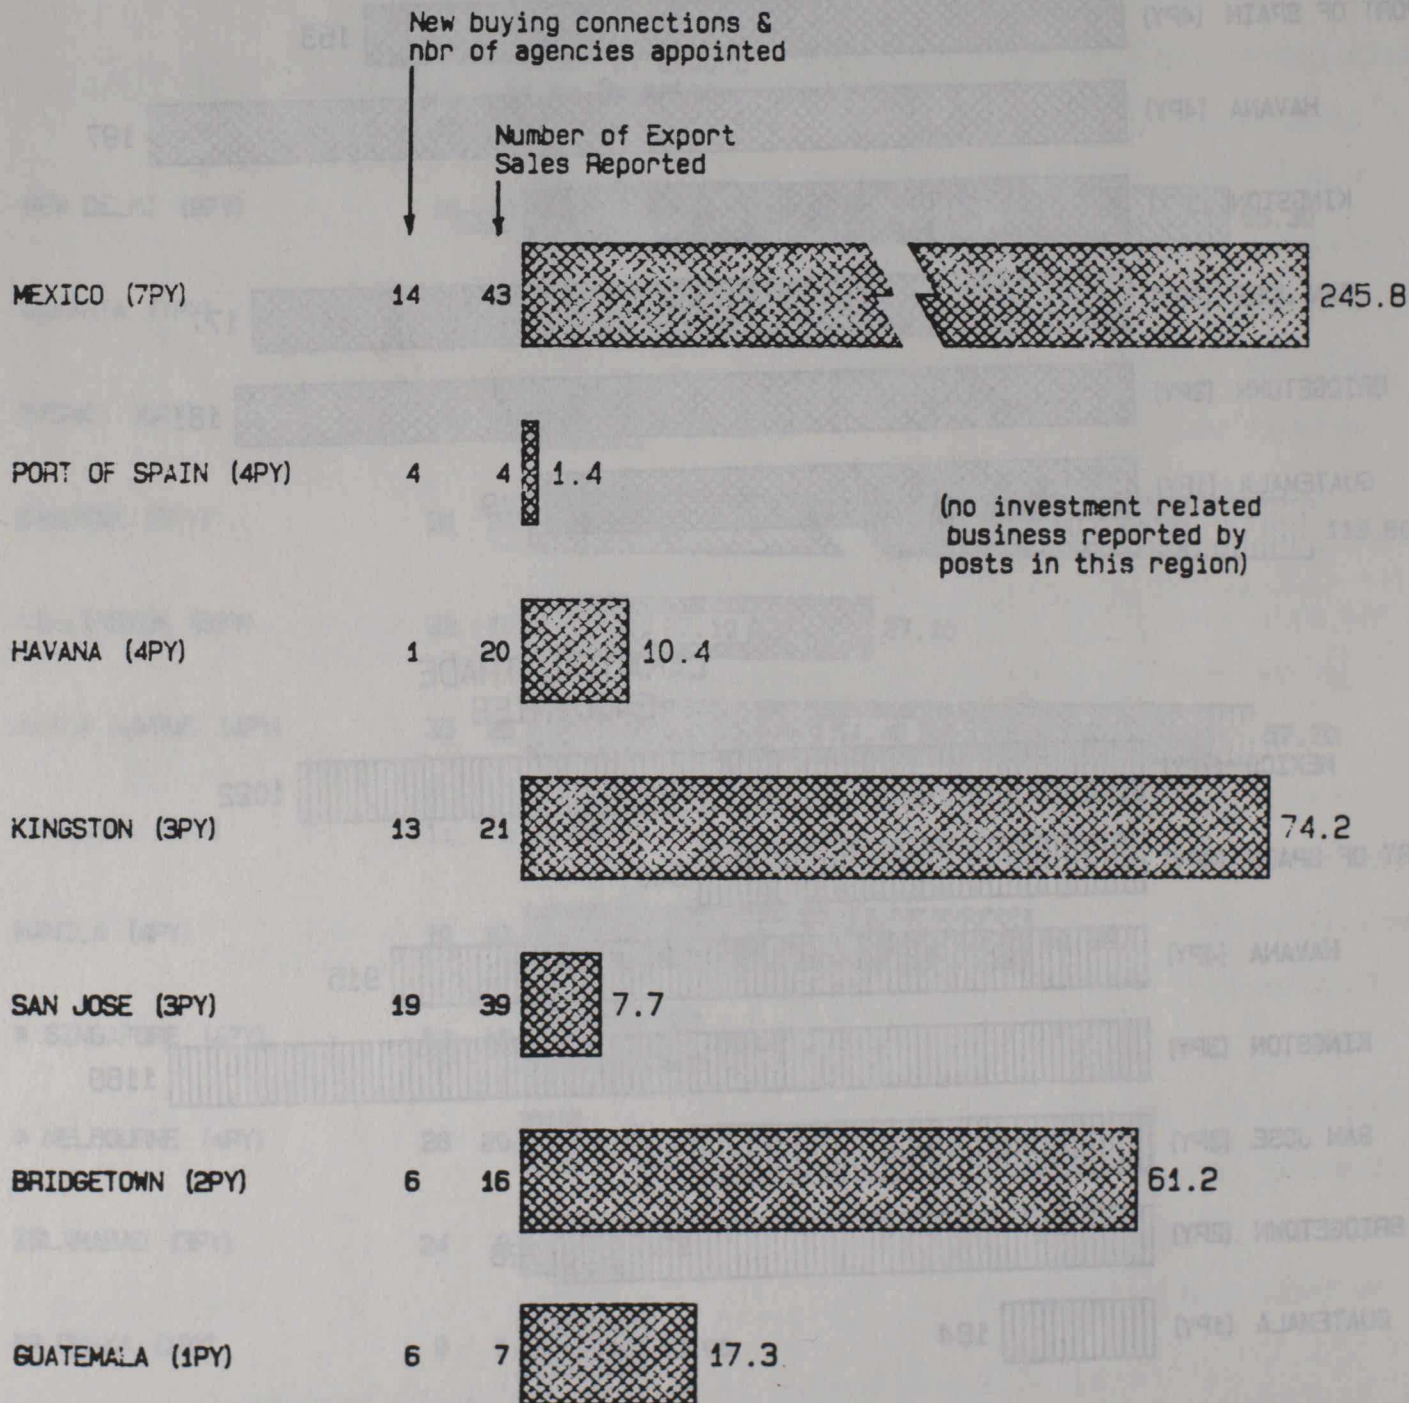 New buying connections &
nbr of agencies appointed
Number of Export
Sales Reported
MEXICO (7PY) 14 43 245.8
PORT OF SPAIN (4PY) 4 4 1.4
(no investment related
business reported by
posts in this region)
HAVANA (4PY) 1 20 10.4
KINGSTON (3PY) 13 21 74.2
SAN JOSE (3PY) 19 39 7.7
BRIDGETOWN (2PY) 6 16 61.2
GUATEMALA (1PY) 6 7 17.3